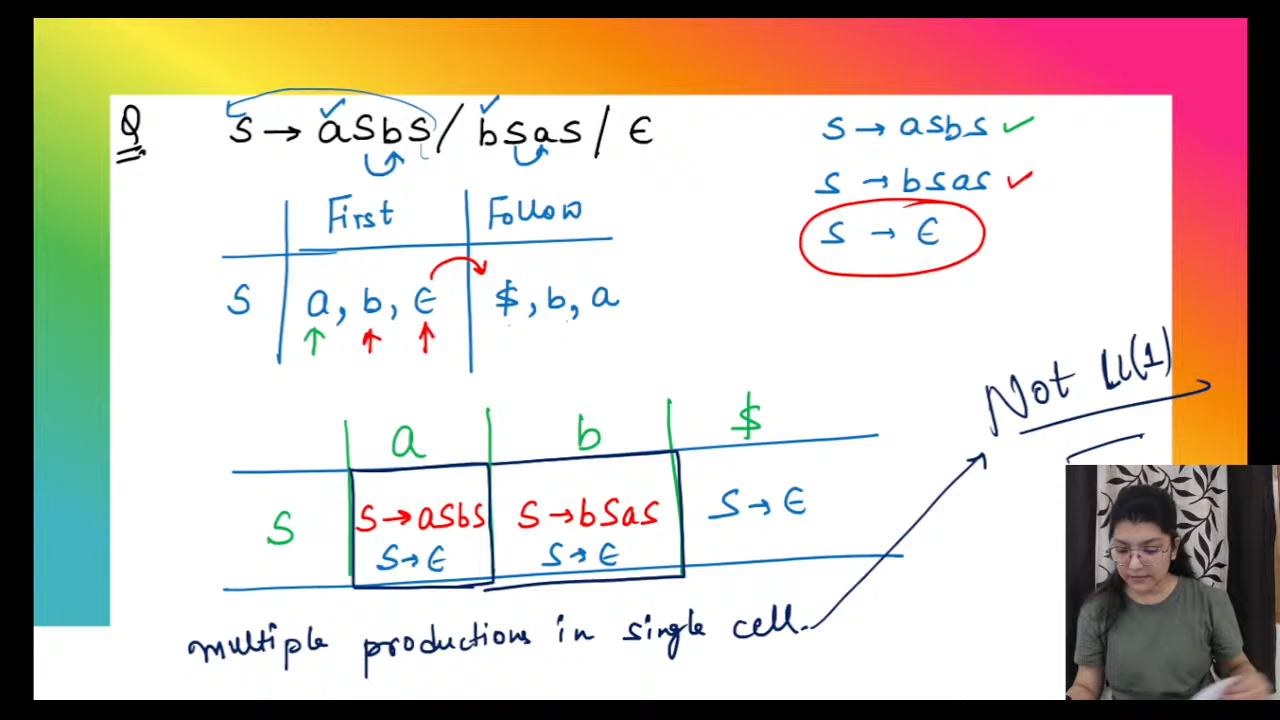 Q S → aSbS / bSaS / ϵ
S → aSbS ✓
S → bSaS ✓
S → ϵ
First Follow
S a, b, ϵ $, b, a
Not LL(1)
a b $
S S→aSbS S→bSaS S→ϵ
S→ϵ S→ϵ
multiple productions in single cell.